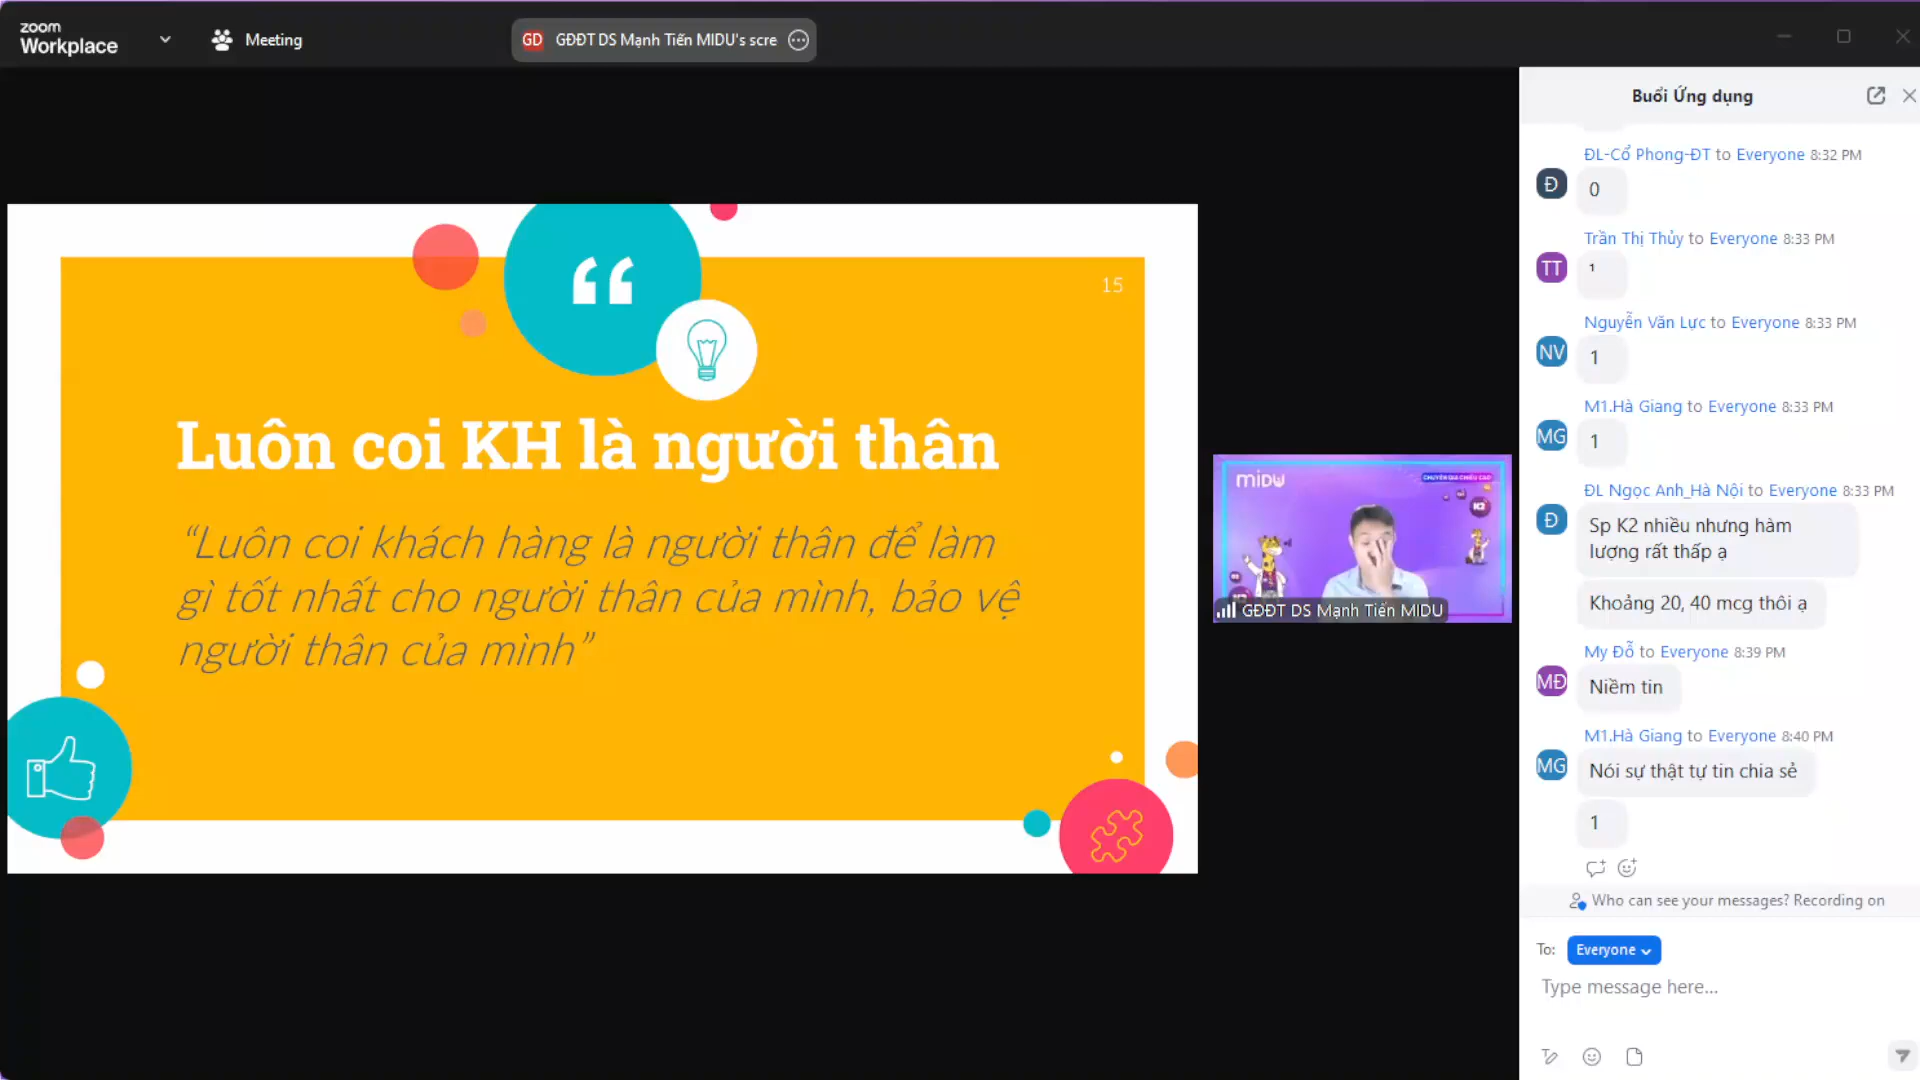 zoom
Workplace
Meeting
GD GĐĐT DS Mạnh Tiến MIDU's scre
15
Luôn coi KH là người thân
“Luôn coi khách hàng là người thân để làm
gì tốt nhất cho người thân của mình, bảo vệ
người thân của mình”
miDU
K2
GĐĐT DS Mạnh Tiến MIDU
Buổi Ứng dụng
ĐL-Cổ Phong-ĐT to Everyone 8:32 PM
Đ
0
Trần Thị Thủy to Everyone 8:33 PM
TT
1
Nguyễn Văn Lực to Everyone 8:33 PM
NV
1
M1.Hà Giang to Everyone 8:33 PM
MG
1
ĐL Ngọc Anh_Hà Nội to Everyone 8:33 PM
Đ
Sp K2 nhiều nhưng hàm
lượng rất thấp ạ
Khoảng 20, 40 mcg thôi ạ
My Đỗ to Everyone 8:39 PM
MĐ
Niềm tin
M1.Hà Giang to Everyone 8:40 PM
MG
Nói sự thật tự tin chia sẻ
1
Who can see your messages? Recording on
To: Everyone
Type message here...